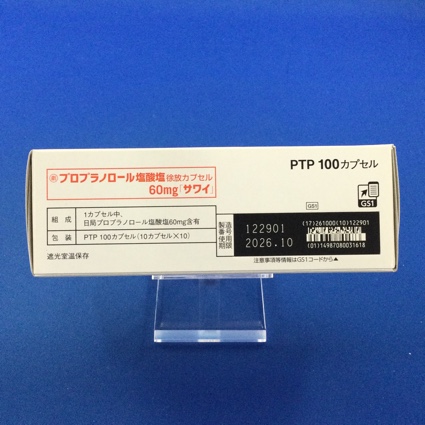 ㊞プロプラノロール塩酸塩徐放カプセル
60mg「サワイ」
PTP 100カプセル
組成 1カプセル中、
日局プロプラノロール塩酸塩60mg含有
包装 PTP 100カプセル(10カプセル×10)
遮光室温保存
GS1
GS1
製造番号 122901
使用期限 2026.10
(17)261000(10)122901
(01)14987080031618
注意事項等情報はGS1コードから▲